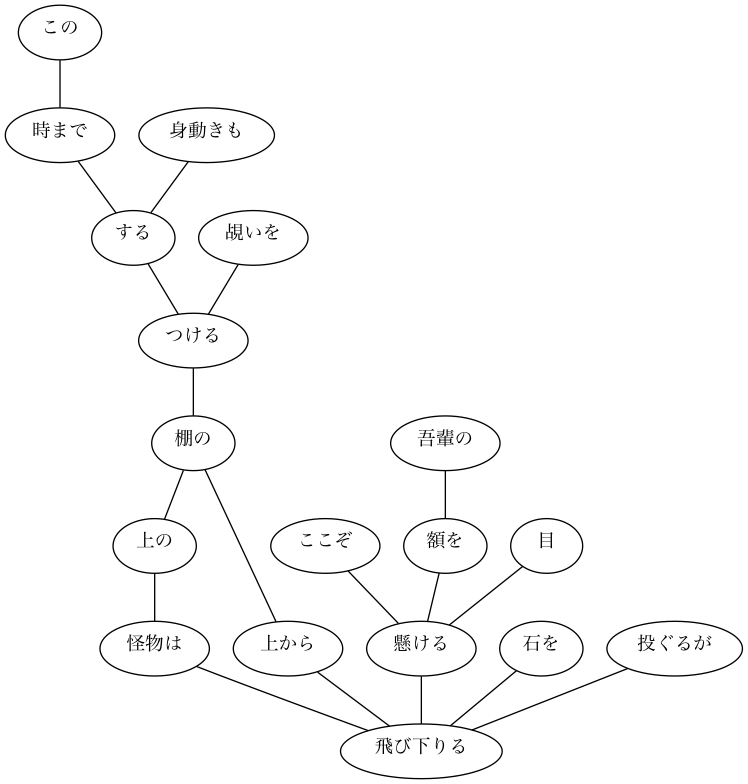 この
時まで
身動きも
する
覘いを
つける
棚の
吾輩の
上の
ここぞ
額を
目
怪物は
上から
懸ける
石を
投ぐるが
飛び下りる